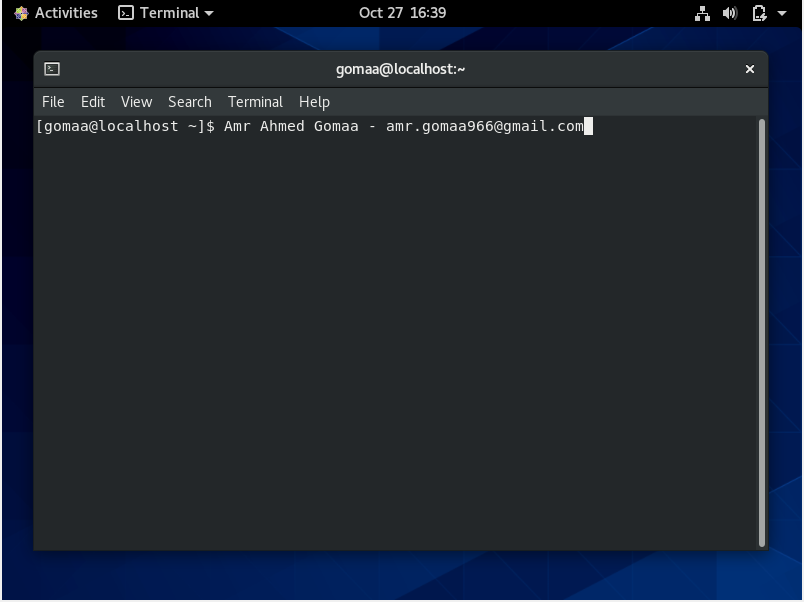 Activities Terminal Oct 27 16:39
gomaa@localhost:~
File Edit View Search Terminal Help
[gomaa@localhost ~]$ Amr Ahmed Gomaa - amr.gomaa966@gmail.com